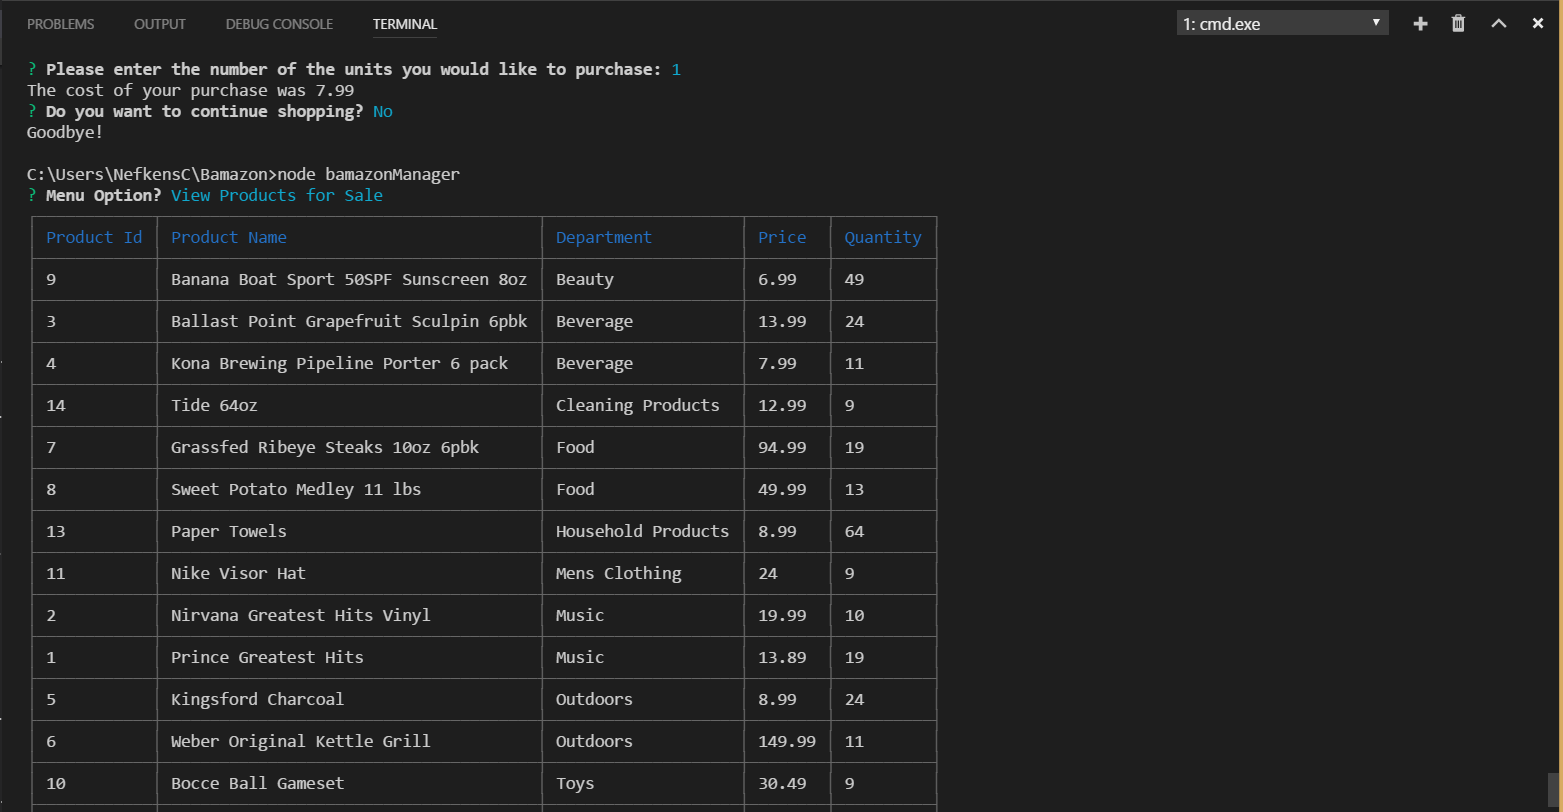 PROBLEMS OUTPUT DEBUG CONSOLE TERMINAL 1: cmd.exe
? Please enter the number of the units you would like to purchase: 1
The cost of your purchase was 7.99
? Do you want to continue shopping? No
Goodbye!
C:\Users\NefkensC\Bamazon>node bamazonManager
? Menu Option? View Products for Sale
Product Id Product Name Department Price Quantity
9 Banana Boat Sport 50SPF Sunscreen 8oz Beauty 6.99 49
3 Ballast Point Grapefruit Sculpin 6pbk Beverage 13.99 24
4 Kona Brewing Pipeline Porter 6 pack Beverage 7.99 11
14 Tide 64oz Cleaning Products 12.99 9
7 Grassfed Ribeye Steaks 10oz 6pbk Food 94.99 19
8 Sweet Potato Medley 11 lbs Food 49.99 13
13 Paper Towels Household Products 8.99 64
11 Nike Visor Hat Mens Clothing 24 9
2 Nirvana Greatest Hits Vinyl Music 19.99 10
1 Prince Greatest Hits Music 13.89 19
5 Kingsford Charcoal Outdoors 8.99 24
6 Weber Original Kettle Grill Outdoors 149.99 11
10 Bocce Ball Gameset Toys 30.49 9